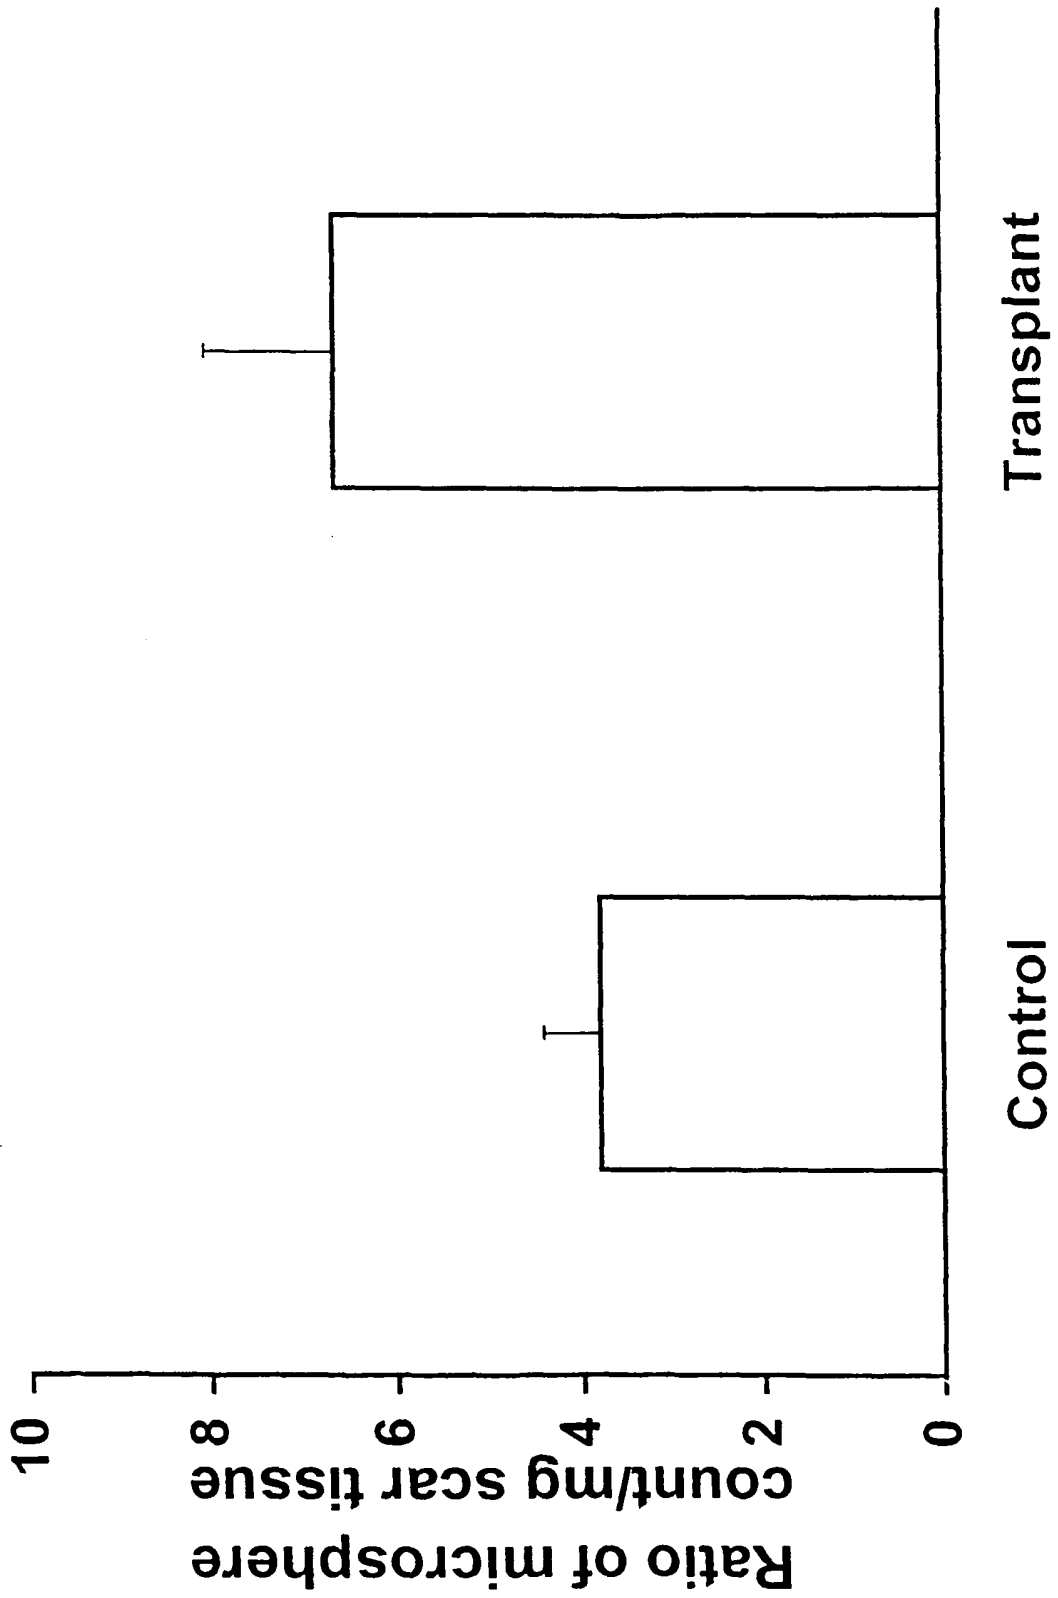 Ratio of microsphere
count/mg scar tissue
10
8
6
4
2
0
Control
Transplant